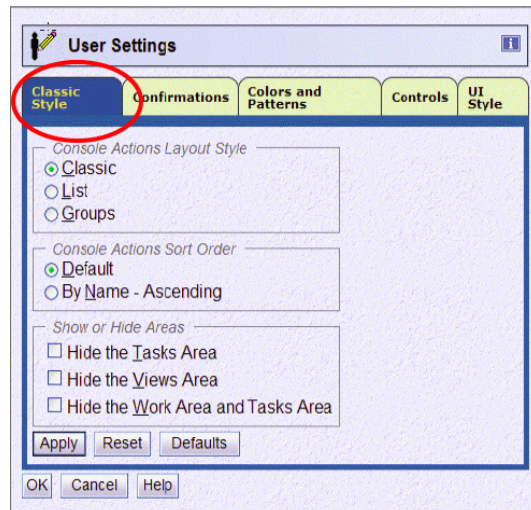 User Settings
i
Classic Style
Confirmations
Colors and Patterns
Controls
UI Style
Console Actions Layout Style
Classic
List
Groups
Console Actions Sort Order
Default
By Name - Ascending
Show or Hide Areas
Hide the Tasks Area
Hide the Views Area
Hide the Work Area and Tasks Area
Apply Reset Defaults
OK Cancel Help